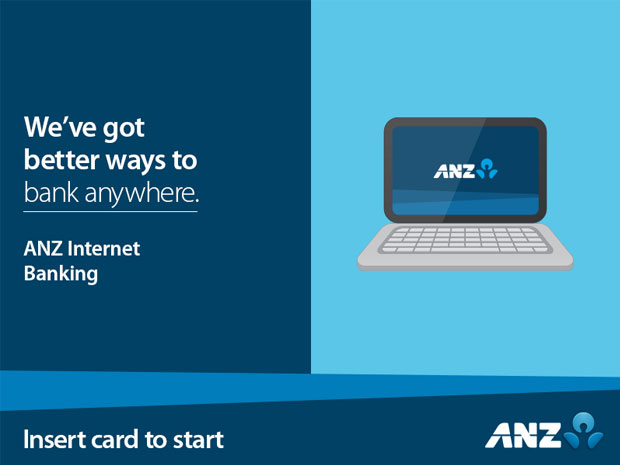 We've got
better ways to
bank anywhere.
ANZ Internet
Banking
ANZ
Insert card to start
ANZ